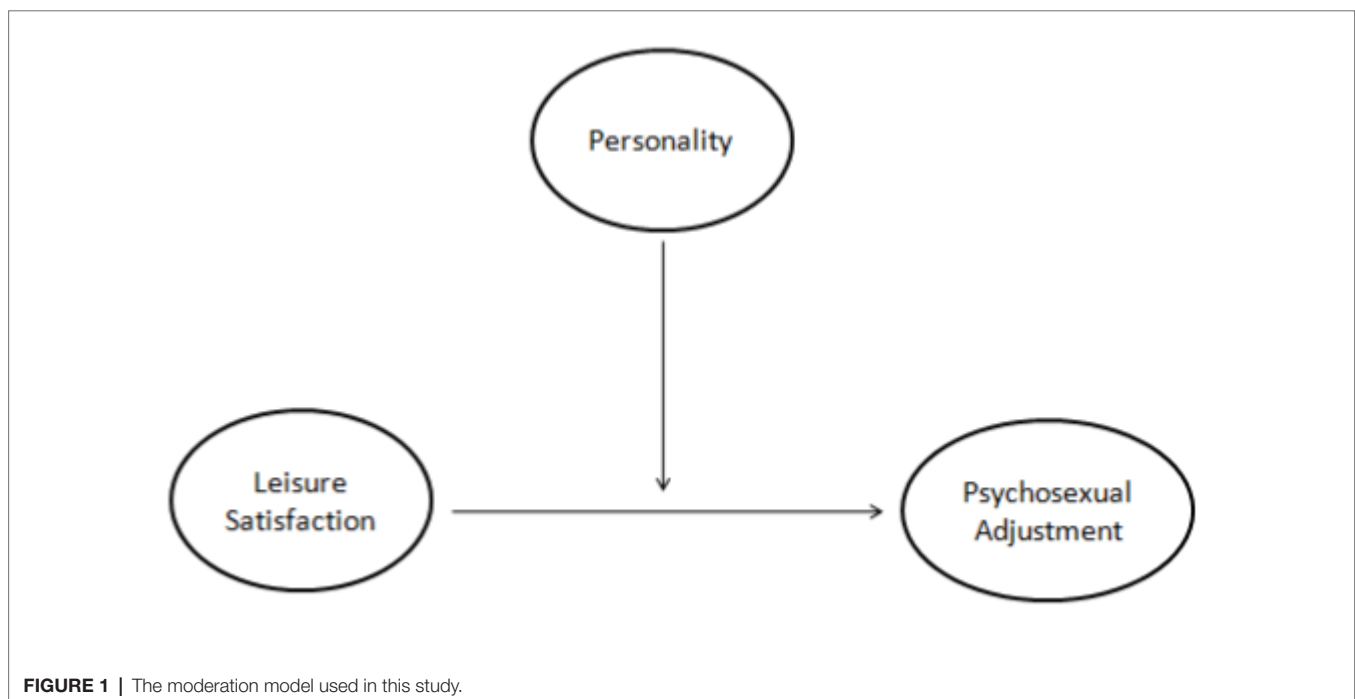 Personality
Leisure
Satisfaction
Psychosexual
Adjustment
FIGURE 1 | The moderation model used in this study.